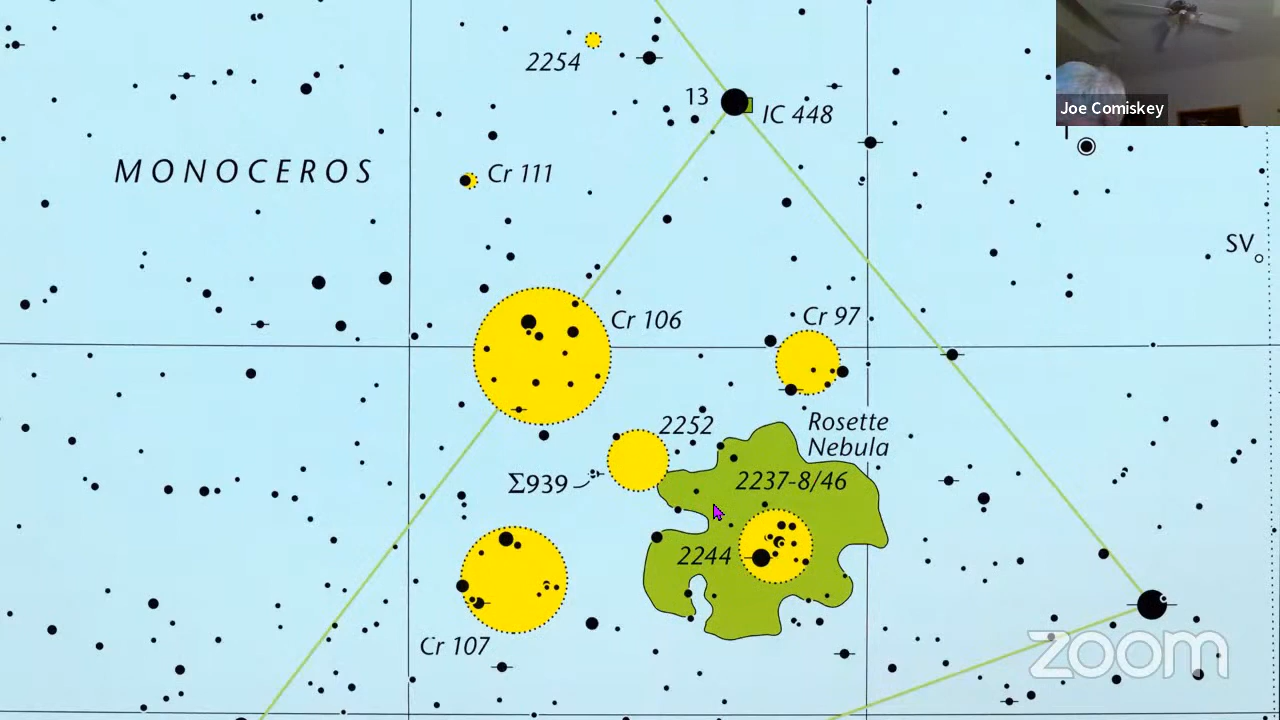 2254
13
IC 448
Joe Comiskey
MONOCEROS
Cr 111
SV
Cr 106
Cr 97
2252
Rosette
Nebula
Σ939
2237-8/46
2244
Cr 107
zoom